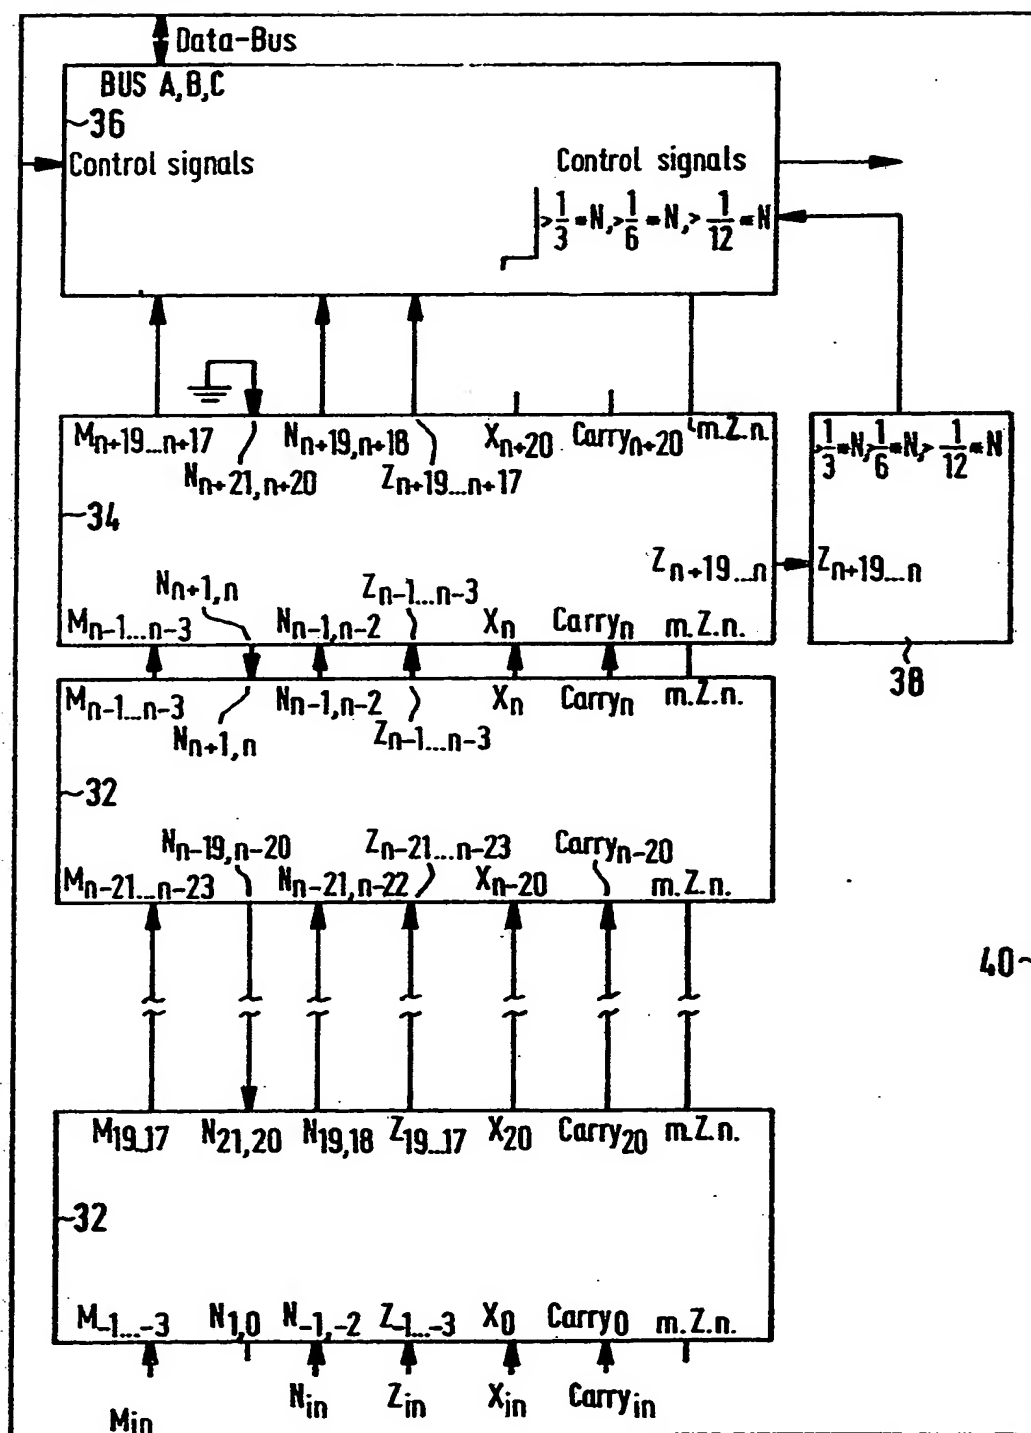 Data-Bus
BUS A,B,C
36
Control signals
Control signals
>1/3*N,>1/6*N,>1/12*N
Mn+19...n+17
Nn+19,n+18
Xn+20
Carryn+20
m.Z.n.
Nn+21,n+20
Zn+19...n+17
>1/3*N,>1/6*N,>1/12*N
34
Zn+19...n
Zn+19...n
Nn+1,n
Zn-1...n-3
Mn-1...n-3
Nn-1,n-2
Xn
Carryn
m.Z.n.
38
Mn-1...n-3
Nn-1,n-2
Xn
Carryn
m.Z.n.
Nn+1,n
Zn-1...n-3
32
Nn-19,n-20
Zn-21...n-23
Carryn-20
Mn-21...n-23
Nn-21,n-22
Xn-20
m.Z.n.
40
M19...17
N21,20
N19,18
Z19...17
X20
Carry20
m.Z.n.
32
M-1...-3
N1,0
N-1,-2
Z-1...-3
X0
Carry0
m.Z.n.
Min
Nin
Zin
Xin
Carryin